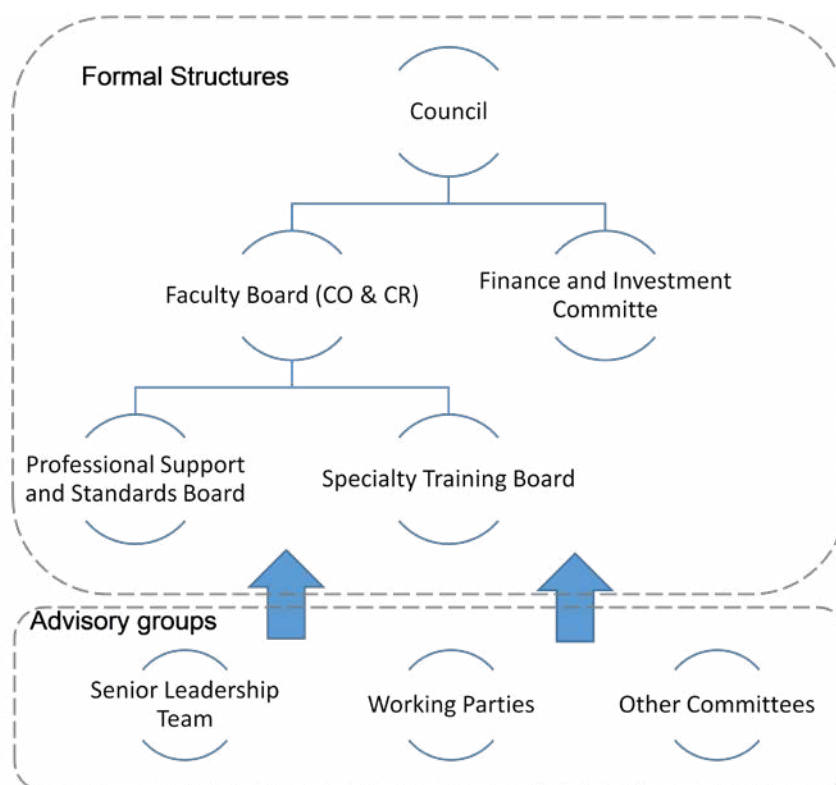 Formal Structures
Council
Faculty Board (CO & CR)
Finance and Investment
Committe
Professional Support
and Standards Board
Specialty Training Board
Advisory groups
Senior Leadership
Team
Working Parties
Other Committees